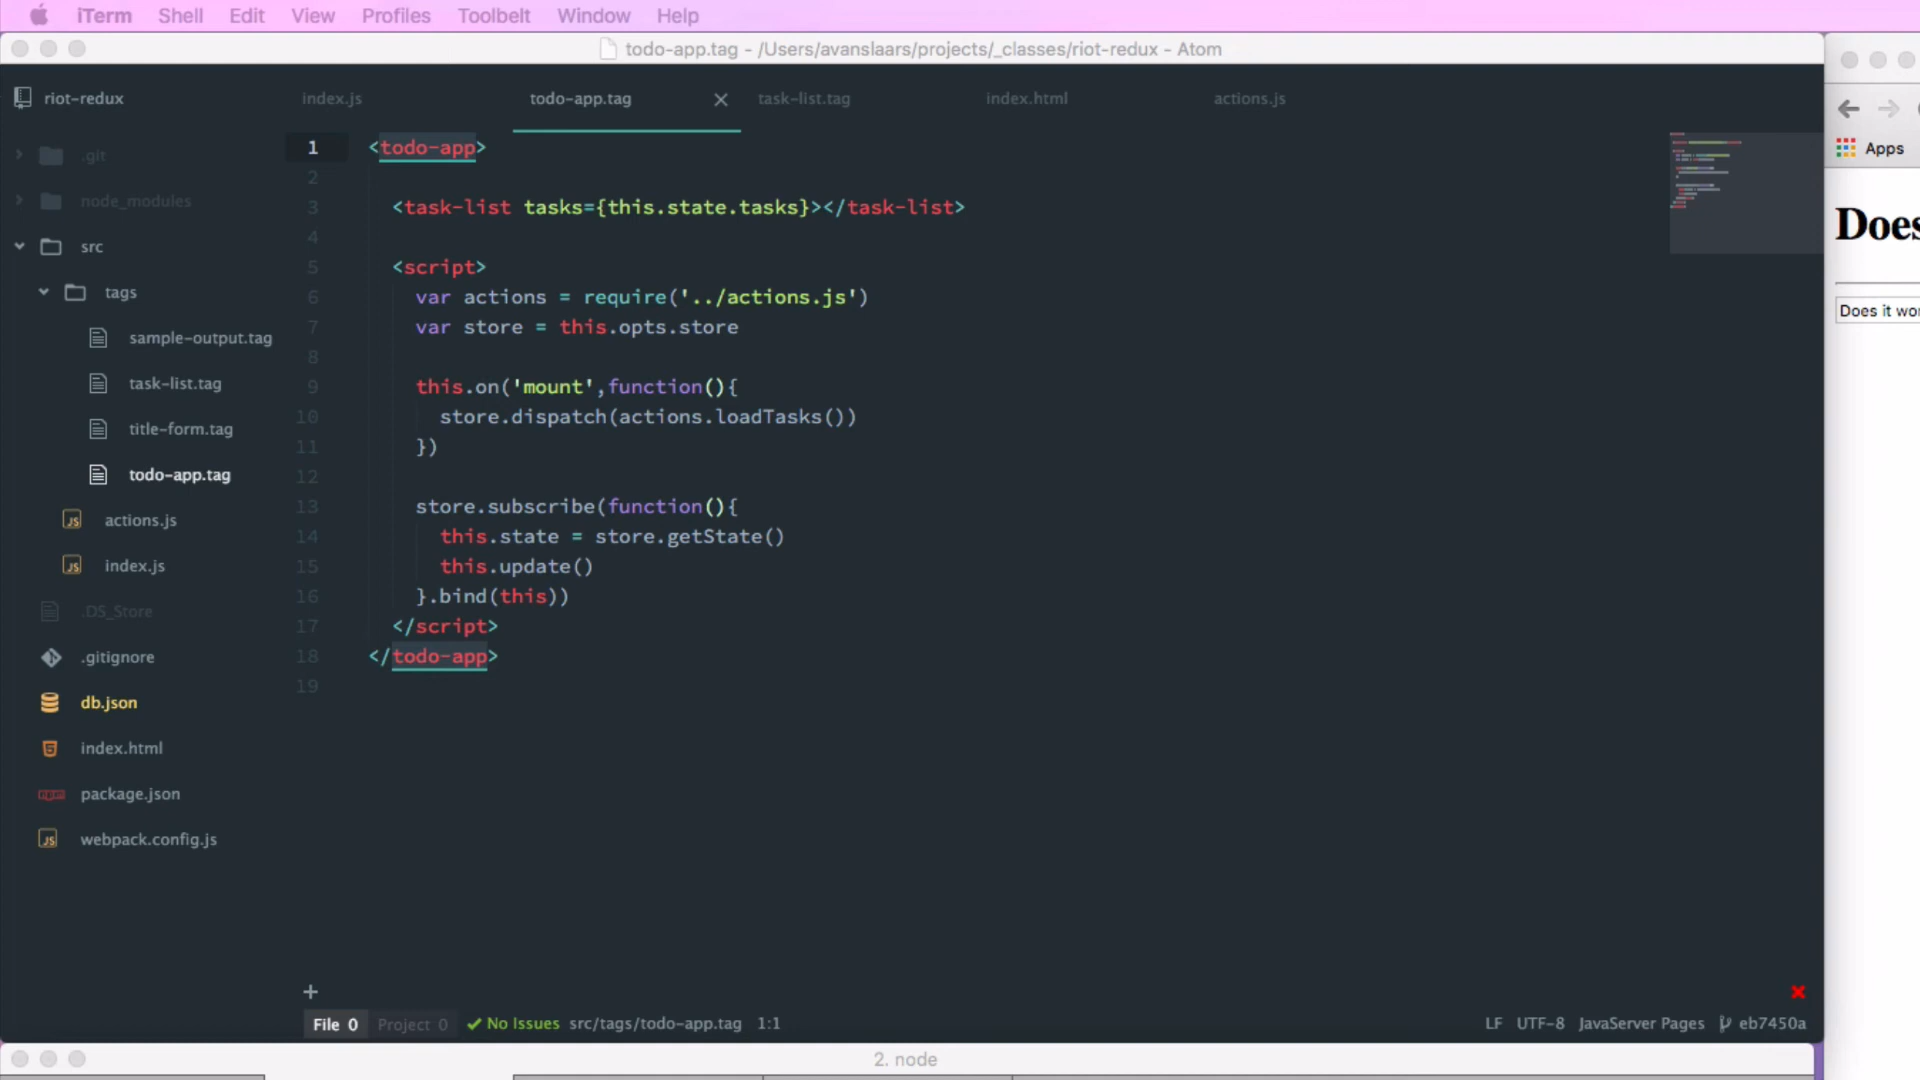 iTerm Shell Edit View Profiles Toolbelt Window Help
todo-app.tag - /Users/avanslaars/projects/_classes/riot-redux - Atom
riot-redux
index.js todo-app.tag task-list.tag index.html actions.js
.git
node_modules
src
tags
sample-output.tag
task-list.tag
title-form.tag
todo-app.tag
actions.js
index.js
.DS_Store
.gitignore
db.json
index.html
package.json
webpack.config.js
1 <todo-app>
2
3 <task-list tasks={this.state.tasks}></task-list>
4
5 <script>
6 var actions = require('../actions.js')
7 var store = this.opts.store
8
9 this.on('mount',function(){
10 store.dispatch(actions.loadTasks())
11 })
12
13 store.subscribe(function(){
14 this.state = store.getState()
15 this.update()
16 }.bind(this))
17 </script>
18 </todo-app>
19
Apps
Does
Does it wor
File 0 Project 0 No Issues src/tags/todo-app.tag 1:1 LF UTF-8 JavaServer Pages eb7450a
2. node